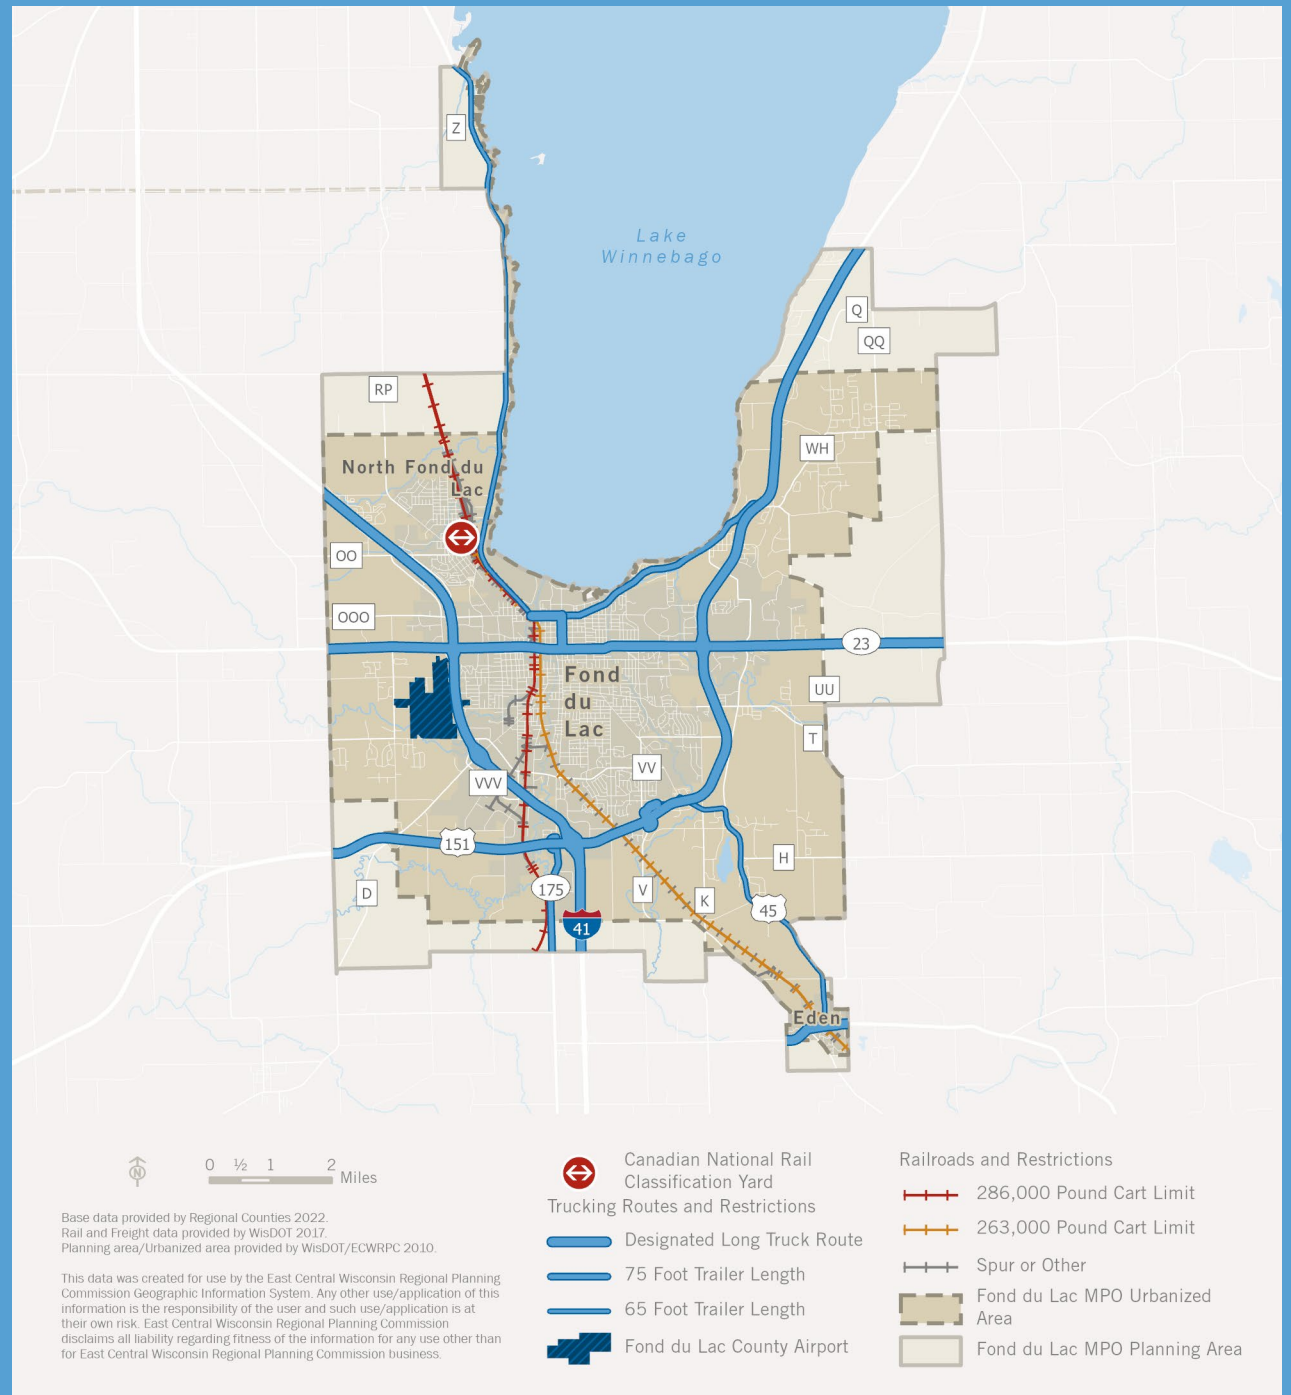 Z
Lake
Winnebago
Q
QQ
RP
WH
North Fond du
Lac
OO
OOO
23
Fond
du
Lac
UU
T
VV
VVV
151
H
175
V
K
D
45
41
Eden
N
0 ½ 1 2
Miles
Base data provided by Regional Counties 2022.
Rail and Freight data provided by WisDOT 2017.
Planning area/Urbanized area provided by WisDOT/ECWRPC 2010.
This data was created for use by the East Central Wisconsin Regional Planning
Commission Geographic Information System. Any other use/application of this
information is the responsibility of the user and such use/application is at
their own risk. East Central Wisconsin Regional Planning Commission
disclaims all liability regarding fitness of the information for any use other than
for East Central Wisconsin Regional Planning Commission business.
Canadian National Rail
Classification Yard
Trucking Routes and Restrictions
Designated Long Truck Route
75 Foot Trailer Length
65 Foot Trailer Length
Fond du Lac County Airport
Railroads and Restrictions
286,000 Pound Cart Limit
263,000 Pound Cart Limit
Spur or Other
Fond du Lac MPO Urbanized
Area
Fond du Lac MPO Planning Area